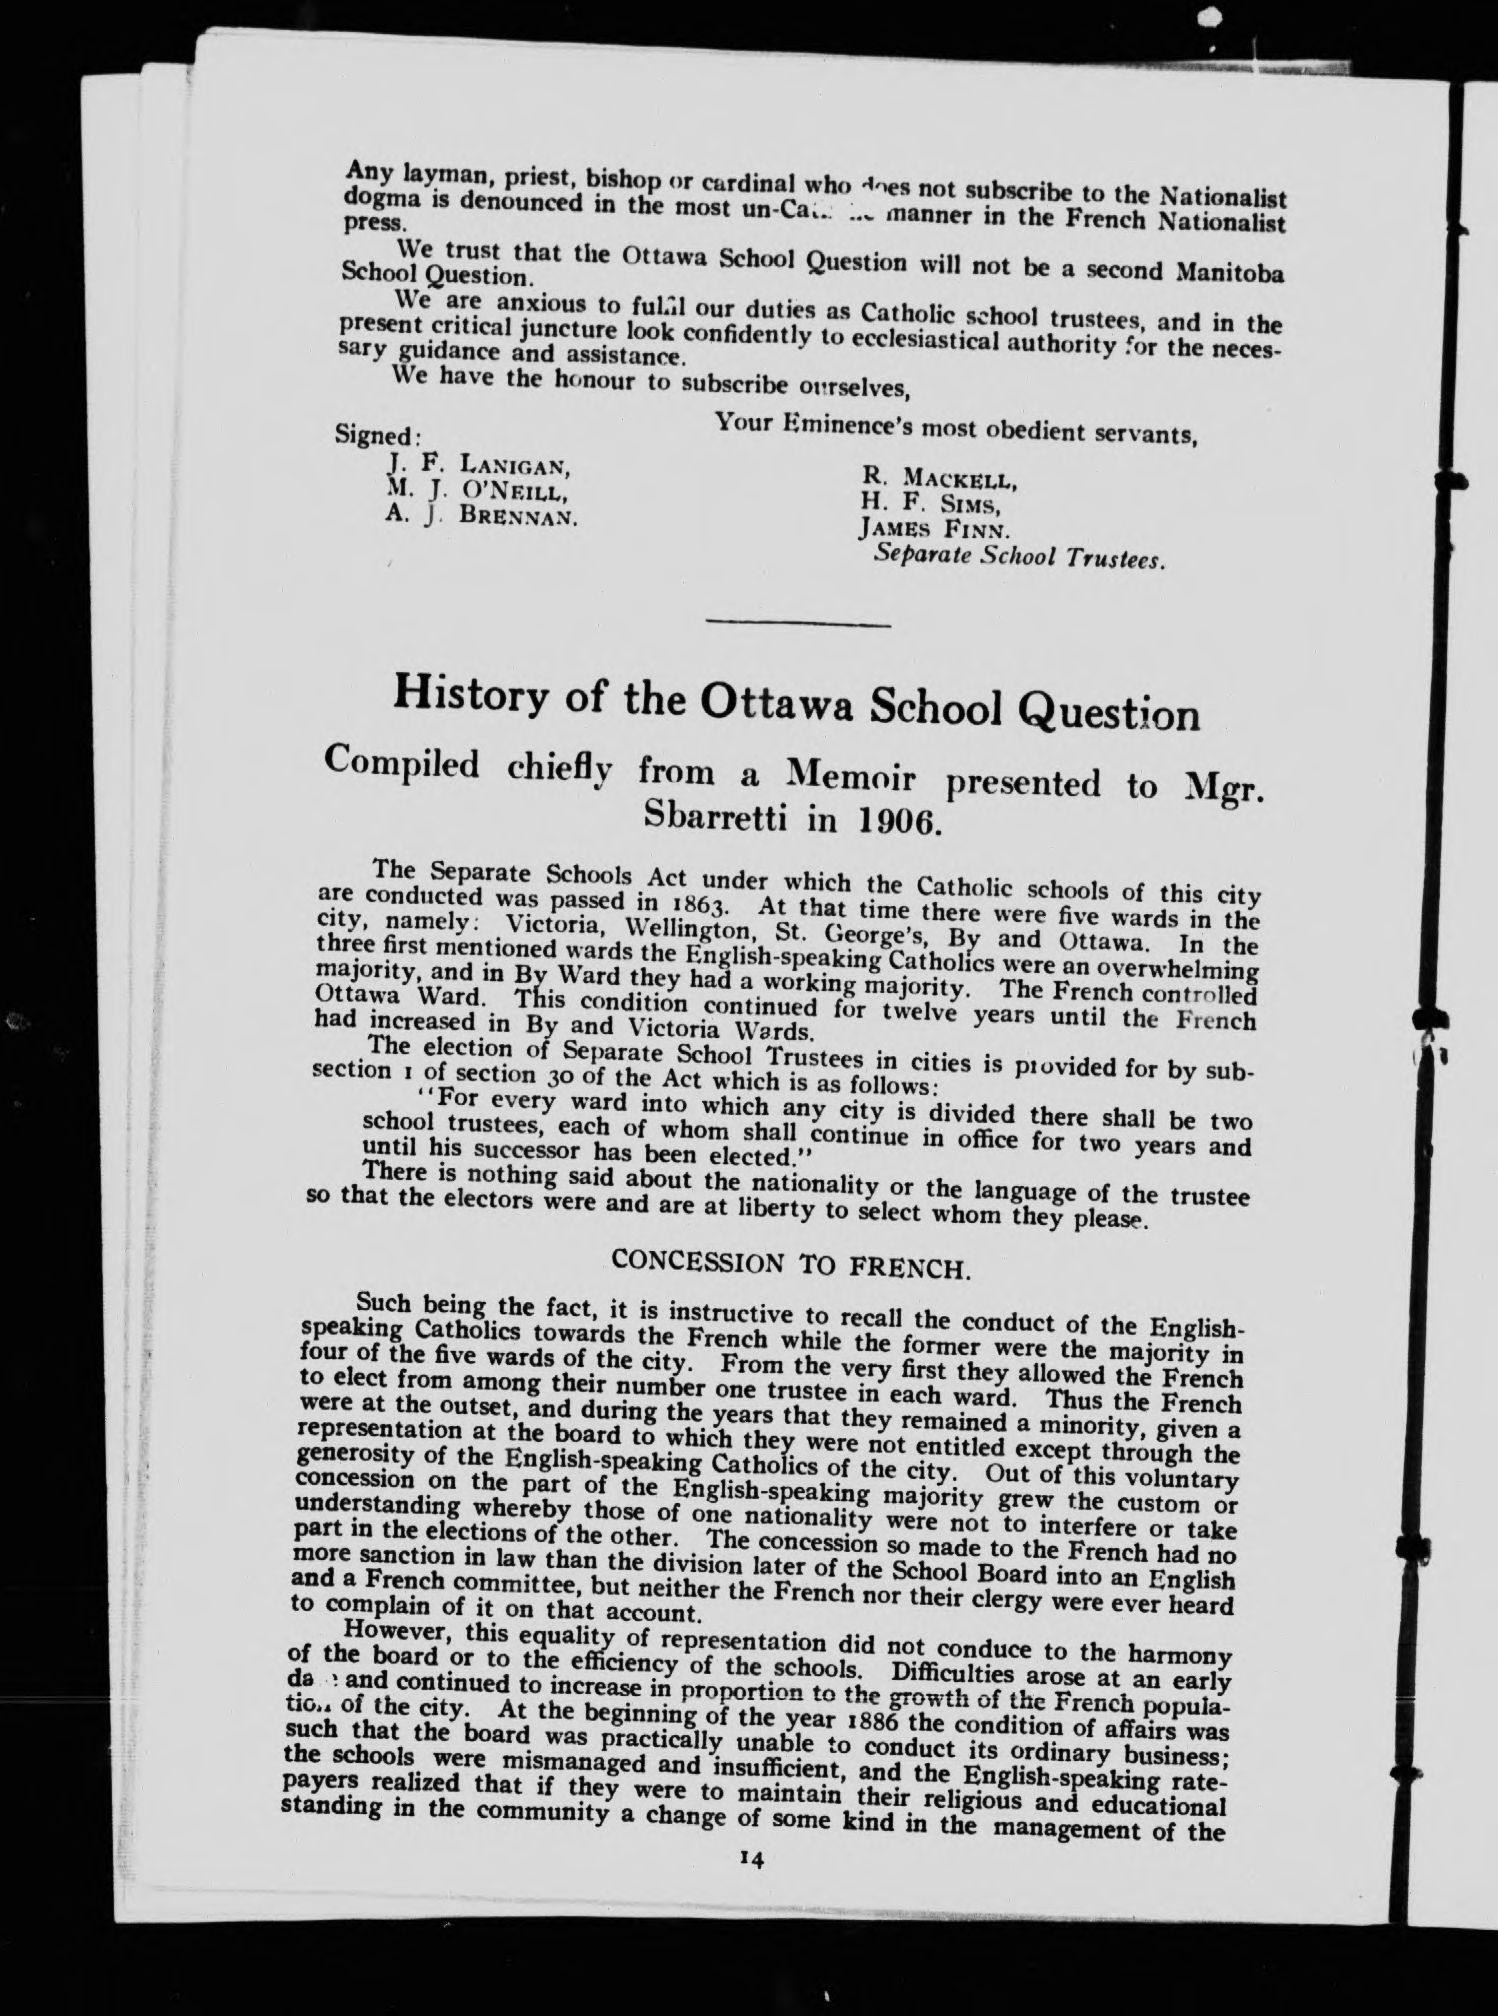 Any layman, priest, bishop or cardinal who does not subscribe to the Nationalist
dogma is denounced in the most manner in the French Nationalist
press.
We trust that the Ottawa School Question will not be a second Manitoba
School Question.
We are anxious to fulfil our duties as Catholic school trustees, and in the
present critical juncture look confidently to ecclesiastical authority for the neces-
sary guidance and assistance.
We have the honour to subscribe ourselves,
Your Eminence's most obedient servants,
Signed:
J. F. LANIGAN,
M. J. O'NEILL,
A. J. BRENNAN.
R. MACKELL,
H. F. SIMS,
JAMES FINN.
Separate School Trustees.
History of the Ottawa School Question
Compiled chiefly from a Memoir presented to Mgr.
Sbarretti in 1906.
The Separate Schools Act under which the Catholic schools of this city
are conducted was passed in 1863. At that time there were five wards in the
city, namely: Victoria, Wellington, St. George's, By and Ottawa. In the
three first mentioned wards the English-speaking Catholics were an overwhelming
majority, and in By Ward they had a working majority. The French controlled
Ottawa Ward. This condition continued for twelve years until the French
had increased in By and Victoria Wards.
The election of Separate School Trustees in cities is provided for by sub-
section 1 of section 30 of the Act which is as follows:
"For every ward into which any city is divided there shall be two
school trustees, each of whom shall continue in office for two years and
until his successor has been elected."
There is nothing said about the nationality or the language of the trustee
so that the electors were and are at liberty to select whom they please.
CONCESSION TO FRENCH.
Such being the fact, it is instructive to recall the conduct of the English-
speaking Catholics towards the French while the former were the majority in
four of the five wards of the city. From the very first they allowed the French
to elect from among their number one trustee in each ward. Thus the French
were at the outset, and during the years that they remained a minority, given a
representation at the board to which they were not entitled except through the
generosity of the English-speaking Catholics of the city. Out of this voluntary
concession on the part of the English-speaking majority grew the custom or
understanding whereby those of one nationality were not to interfere or take
part in the elections of the other. The concession so made to the French had no
more sanction in law than the division later of the School Board into an English
and a French committee, but neither the French nor their clergy were ever heard
to complain of it on that account.
However, this equality of representation did not conduce to the harmony
of the board or to the efficiency of the schools. Difficulties arose at an early
and continued to increase in proportion to the growth of the French popula-
tion of the city. At the beginning of the year 1886 the condition of affairs was
such that the board was practically unable to conduct its ordinary business;
the schools were mismanaged and insufficient, and the English-speaking rate-
payers realized that if they were to maintain their religious and educational
standing in the community a change of some kind in the management of the
14